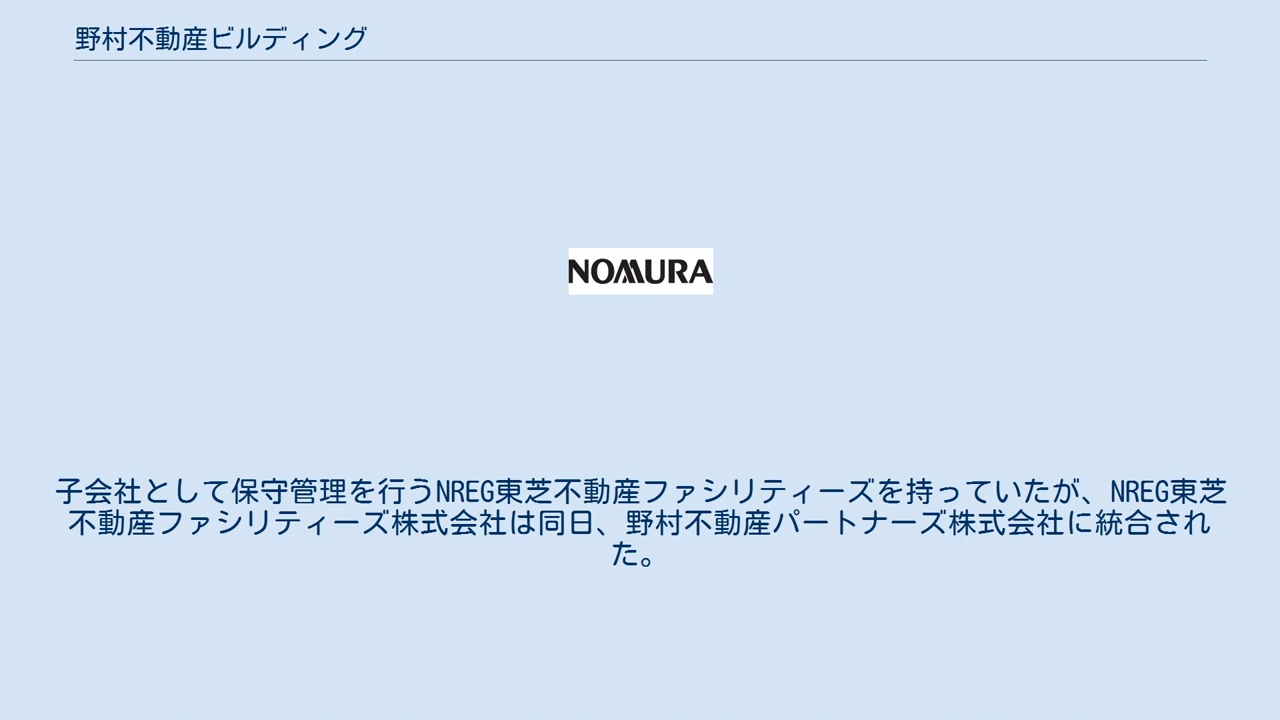 野村不動産ビルディング
NOMURA
子会社として保守管理を行うNREG東芝不動産ファシリティーズを持っていたが、NREG東芝
不動産ファシリティーズ株式会社は同日、野村不動産パートナーズ株式会社に統合され
た。